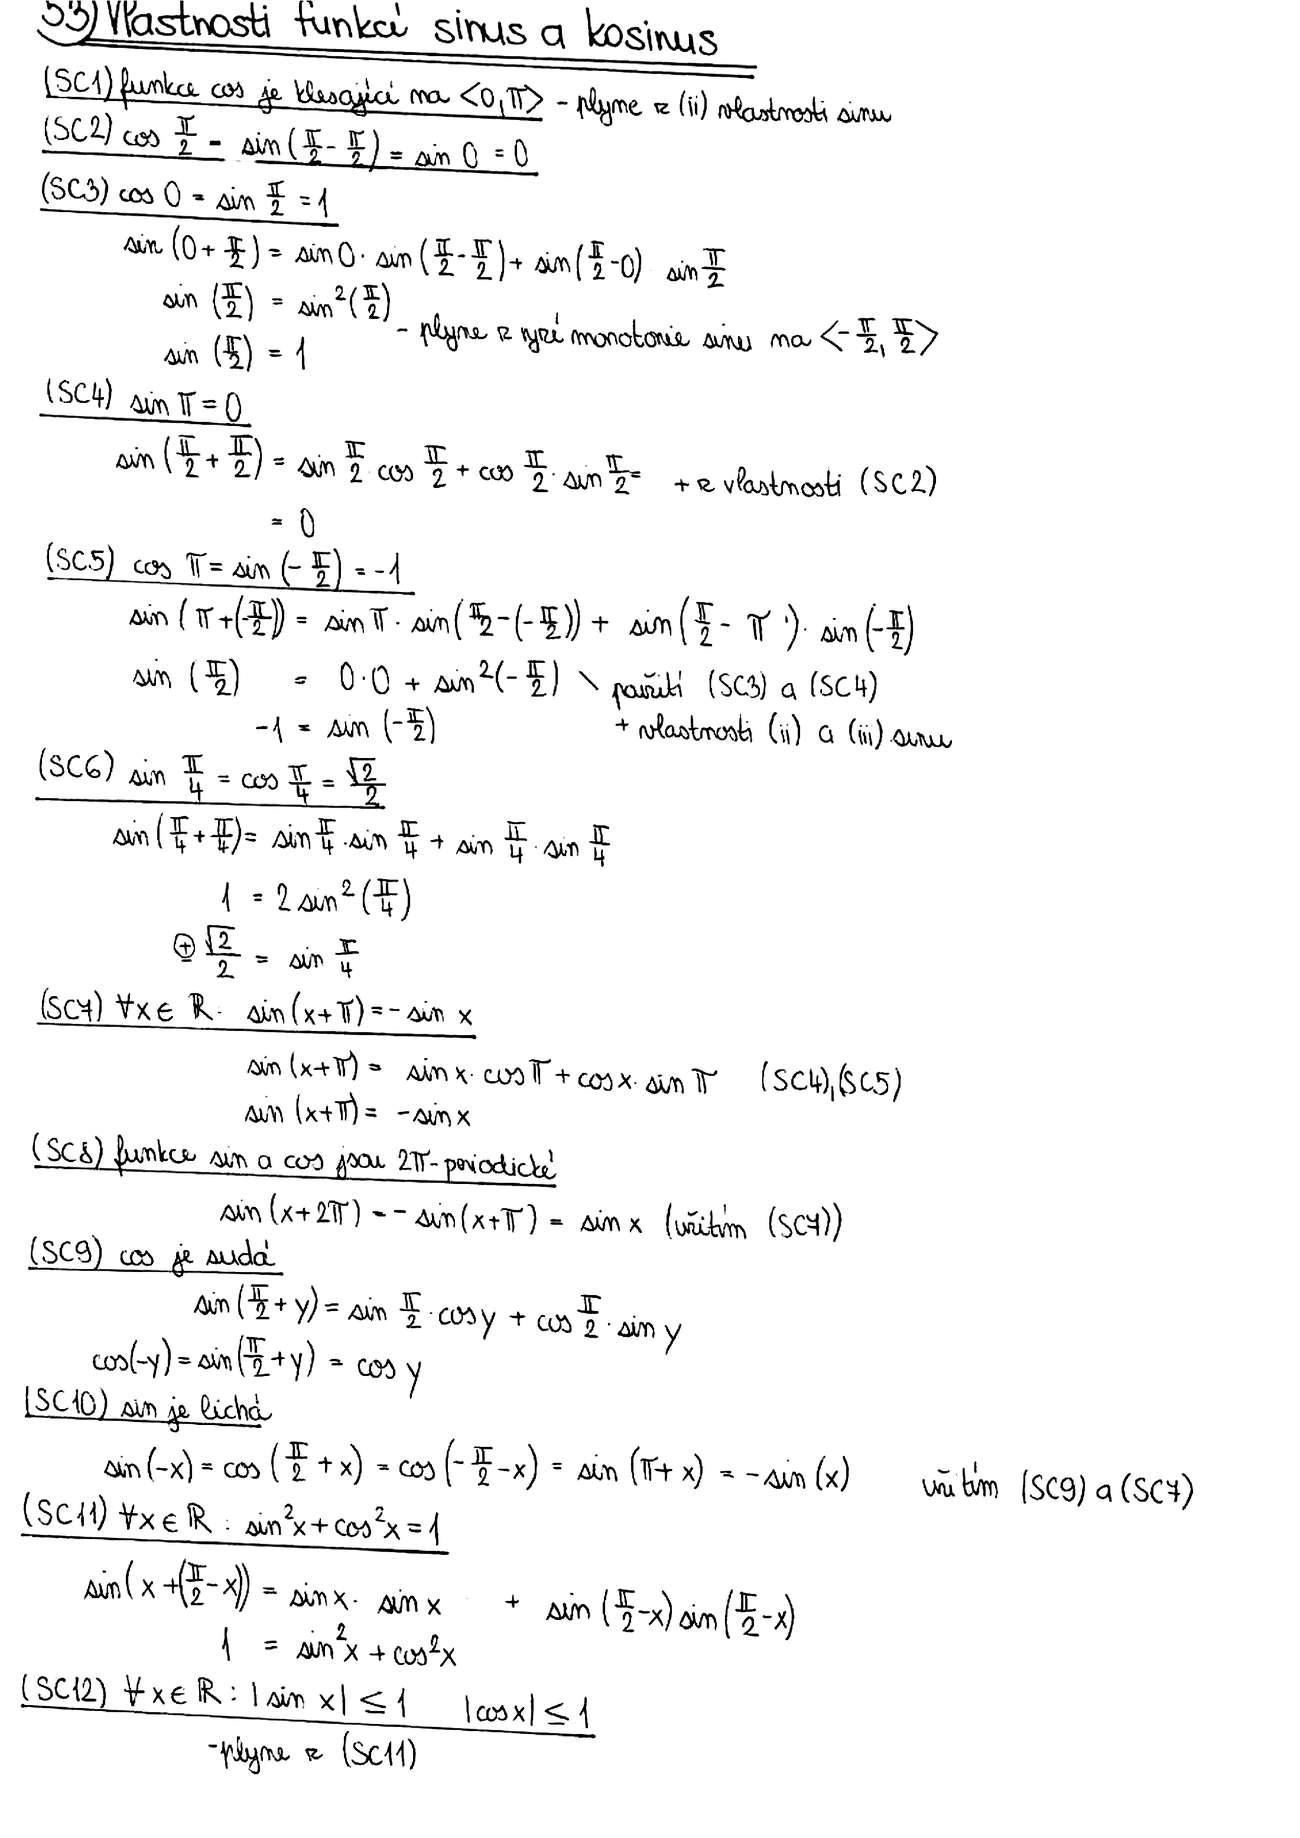 53) Vlastnosti funkcí sinus a kosinus
(SC1) funkce cos je klesající na <0,π> - plyne z (ii) vlastnosti sinu
(SC2) cos π/2 = sin(π/2 - π/2) = sin 0 = 0
(SC3) cos 0 = sin π/2 = 1
sin (0 + π/2) = sin 0 · sin (π/2 - π/2) + sin(π/2 - 0) sin π/2
sin (π/2) = sin²(π/2)
- plyne z ryzí monotonie sinu na <-π/2, π/2>
sin (π/2) = 1
(SC4) sin π = 0
sin (π/2 + π/2) = sin π/2 · cos π/2 + cos π/2 · sin π/2 = + z vlastnosti (SC2)
= 0
(SC5) cos π = sin (-π/2) = -1
sin (π + (-π/2)) = sin π · sin(π/2 - (-π/2)) + sin(π/2 - π) · sin(-π/2)
sin (π/2) = 0·0 + sin²(-π/2) \ použití (SC3) a (SC4)
-1 = sin (-π/2) + vlastnosti (ii) a (iii) sinu
(SC6) sin π/4 = cos π/4 = √2/2
sin(π/4 + π/4) = sin π/4 · sin π/4 + sin π/4 · sin π/4
1 = 2 sin²(π/4)
± √2/2 = sin π/4
(SC7) ∀x∈ℝ: sin(x+π) = -sin x
sin (x+π) = sin x · cos π + cos x · sin π (SC4),(SC5)
sin (x+π) = -sin x
(SC8) funkce sin a cos jsou 2π-periodické
sin (x+2π) = - sin(x+π) = sin x (užitím (SC7))
(SC9) cos je sudá
sin(π/2 + y) = sin π/2 · cos y + cos π/2 · sin y
cos(-y) = sin(π/2 + y) = cos y
(SC10) sin je lichá
sin(-x) = cos (π/2 + x) = cos(-π/2 - x) = sin (π + x) = -sin (x) užitím (SC9) a (SC7)
(SC11) ∀x∈ℝ: sin²x + cos²x = 1
sin(x + (π/2 - x)) = sin x · sin x + sin (π/2 - x) sin(π/2 - x)
1 = sin²x + cos²x
(SC12) ∀x∈ℝ: |sin x| ≤ 1 |cos x| ≤ 1
-plyne z (SC11)